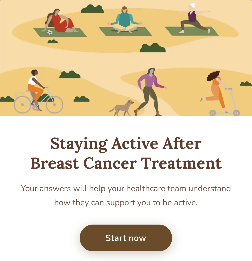 Staying Active After
Breast Cancer Treatment
Your answers will help your healthcare team understand
how they can support you to be active.
Start now